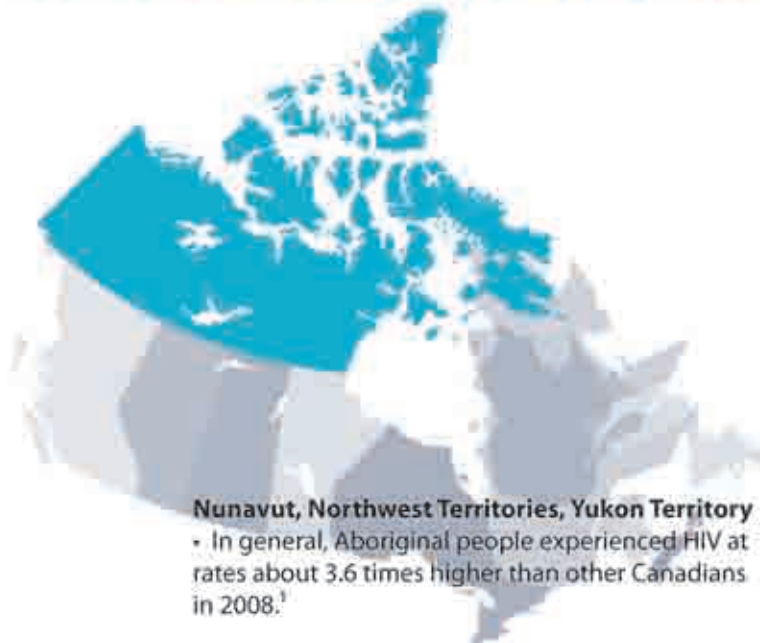 Nunavut, Northwest Territories, Yukon Territory
• In general, Aboriginal people experienced HIV at
rates about 3.6 times higher than other Canadians
in 2008.¹